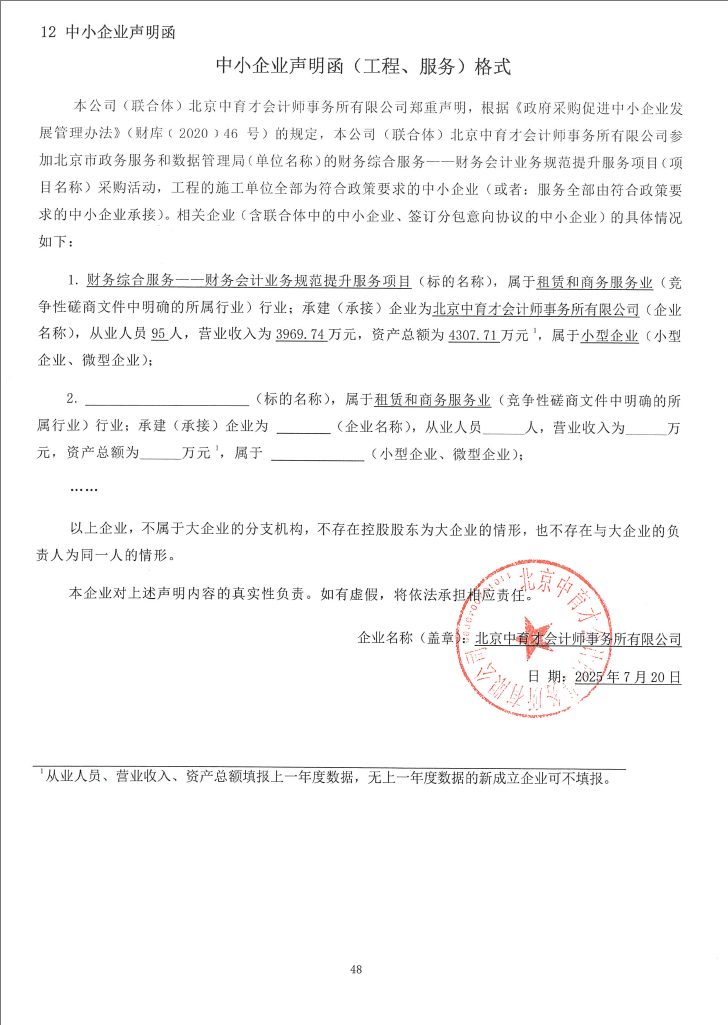 12 中小企业声明函
中小企业声明函（工程、服务）格式
本公司（联合体）北京中育才会计师事务所有限公司郑重声明，根据《政府采购促进中小企业发
展管理办法》（财库﹝2020﹞46 号）的规定，本公司（联合体）北京中育才会计师事务所有限公司参
加北京市政务服务和数据管理局（单位名称）的财务综合服务——财务会计业务规范提升服务项目（项
目名称）采购活动，工程的施工单位全部为符合政策要求的中小企业（或者：服务全部由符合政策要
求的中小企业承接）。相关企业（含联合体中的中小企业、签订分包意向协议的中小企业）的具体情况
如下：
1. 财务综合服务——财务会计业务规范提升服务项目（标的名称），属于租赁和商务服务业（竞
争性磋商文件中明确的所属行业）行业；承建（承接）企业为北京中育才会计师事务所有限公司（企业
名称），从业人员 95 人，营业收入为 3969.74 万元，资产总额为 4307.71 万元¹，属于小型企业（小型
企业、微型企业）；
2. ____________________（标的名称），属于租赁和商务服务业（竞争性磋商文件中明确的所
属行业）行业；承建（承接）企业为 _______（企业名称），从业人员_____人，营业收入为_____万
元，资产总额为_____万元¹，属于 ____________（小型企业、微型企业）；
……
以上企业，不属于大企业的分支机构，不存在控股股东为大企业的情形，也不存在与大企业的负
责人为同一人的情形。
本企业对上述声明内容的真实性负责。如有虚假，将依法承担相应责任。
企业名称（盖章）：北京中育才会计师事务所有限公司
日 期：2025 年 7 月 20 日
¹从业人员、营业收入、资产总额填报上一年度数据，无上一年度数据的新成立企业可不填报。
48